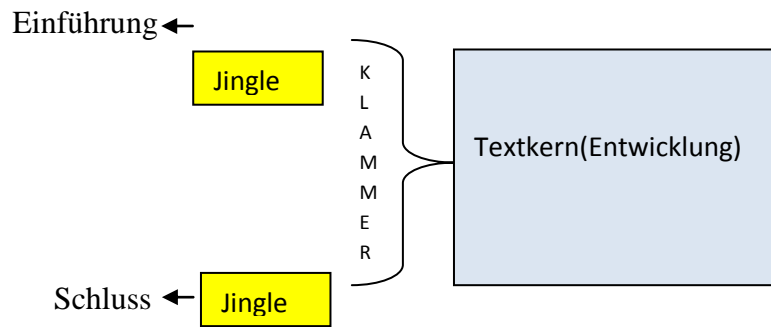 Einführung
Jingle
K
L
A
M
M
E
R
Textkern(Entwicklung)
Schluss
Jingle